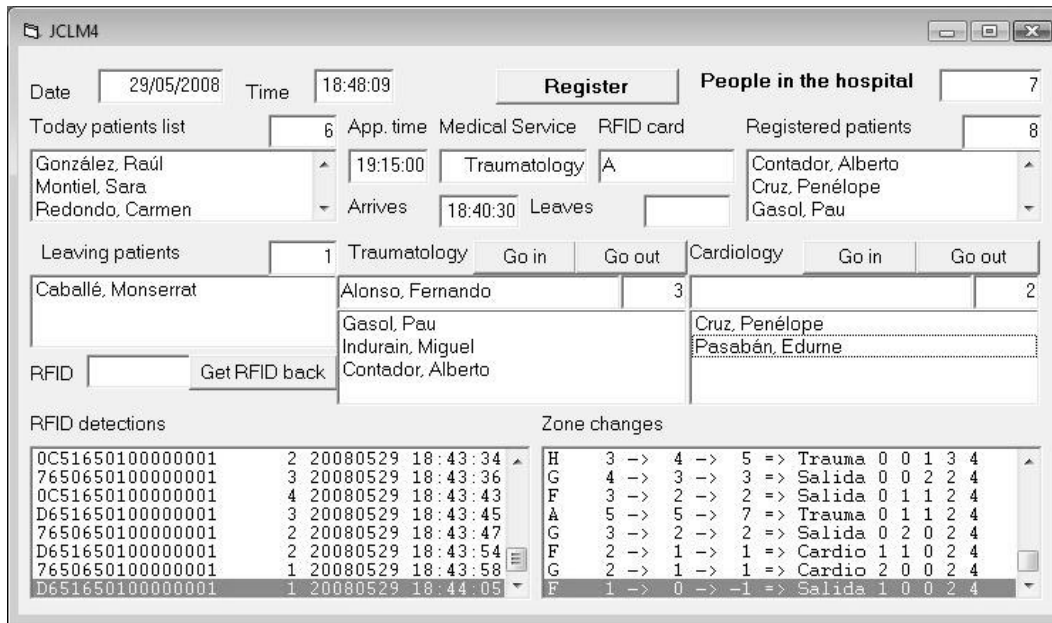 JCLM4
Date 29/05/2008 Time 18:48:09 Register People in the hospital 7
Today patients list 6 App. time Medical Service RFID card Registered patients 8
González, Raúl 19:15:00 Traumatology A Contador, Alberto
Montiel, Sara Cruz, Penélope
Redondo, Carmen Arrives 18:40:30 Leaves Gasol, Pau
Leaving patients 1 Traumatology Go in Go out Cardiology Go in Go out
Caballé, Monserrat Alonso, Fernando 3 2
Gasol, Pau Cruz, Penélope
Indurain, Miguel Pasabán, Edurne
RFID Get RFID back Contador, Alberto
RFID detections Zone changes
0C51650100000001 2 20080529 18:43:34 H 3 -> 4 -> 5 => Trauma 0 0 1 3 4
7650650100000001 3 20080529 18:43:36 G 4 -> 3 -> 3 => Salida 0 0 2 2 4
0C51650100000001 4 20080529 18:43:43 F 3 -> 2 -> 2 => Salida 0 1 1 2 4
D651650100000001 3 20080529 18:43:45 A 5 -> 5 -> 7 => Trauma 0 1 1 2 4
7650650100000001 2 20080529 18:43:47 G 3 -> 2 -> 2 => Salida 0 2 0 2 4
D651650100000001 2 20080529 18:43:54 F 2 -> 1 -> 1 => Cardio 1 1 0 2 4
7650650100000001 1 20080529 18:43:58 G 2 -> 1 -> 1 => Cardio 2 0 0 2 4
D651650100000001 1 20080529 18:44:05 F 1 -> 0 -> -1 => Salida 1 0 0 2 4